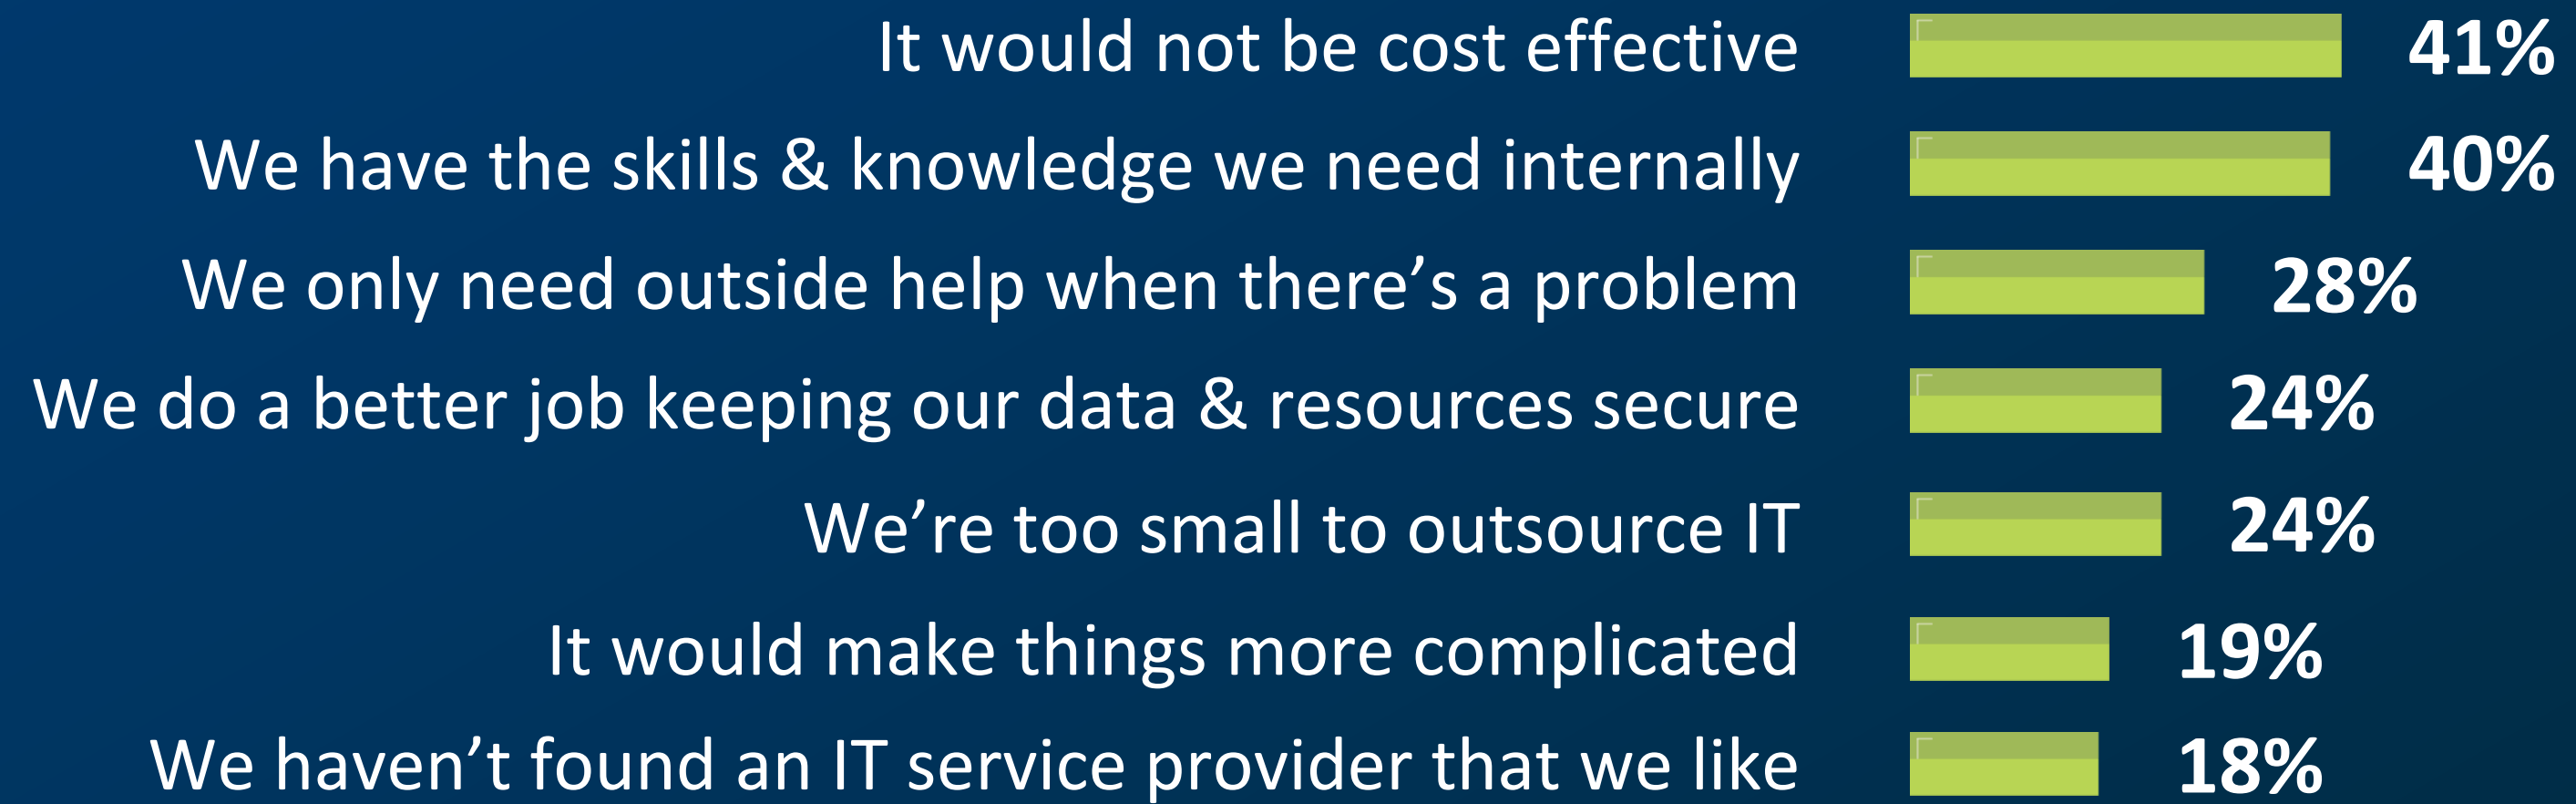 It would not be cost effective 41%
We have the skills & knowledge we need internally 40%
We only need outside help when there’s a problem 28%
We do a better job keeping our data & resources secure 24%
We’re too small to outsource IT 24%
It would make things more complicated 19%
We haven’t found an IT service provider that we like 18%